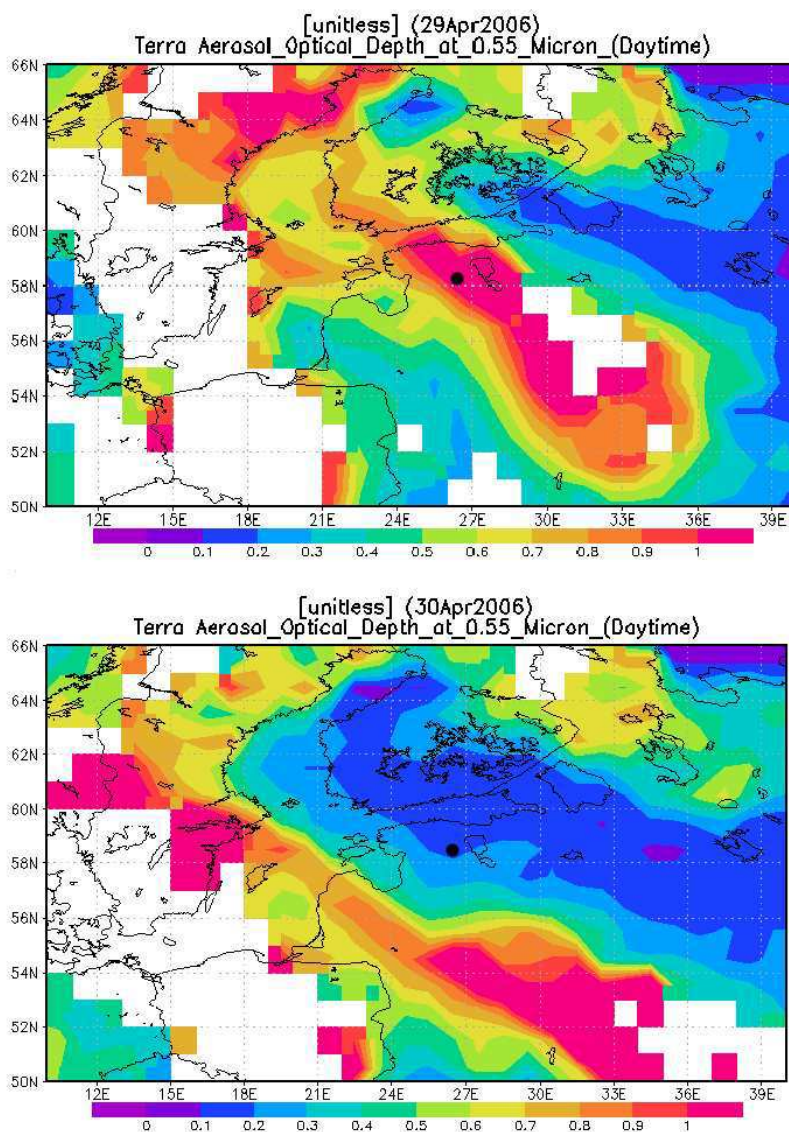 [unitless] (29Apr2006)
Terra Aerosal_Optical_Depth_at_0.55_Micron_(Daytime)
66N
64N
62N
60N
58N
56N
54N
52N
50N
12E 15E 18E 21E 24E 27E 30E 33E 36E 39E
0 0.1 0.2 0.3 0.4 0.5 0.6 0.7 0.8 0.9 1
[unitless] (30Apr2006)
Terra Aerosal_Optical_Depth_at_0.55_Micron_(Daytime)
66N
64N
62N
60N
58N
56N
54N
52N
50N
12E 15E 18E 21E 24E 27E 30E 33E 36E 39E
0 0.1 0.2 0.3 0.4 0.5 0.6 0.7 0.8 0.9 1